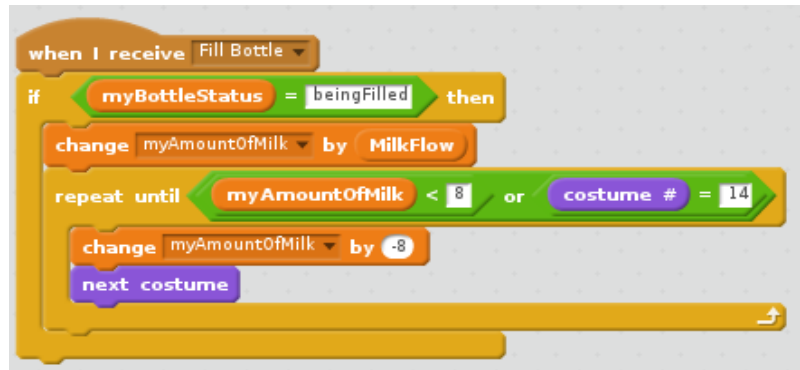 when I receive Fill Bottle
if myBottleStatus = beingFilled then
change myAmountOfMilk by MilkFlow
repeat until myAmountOfMilk < 8 or costume # = 14
change myAmountOfMilk by -8
next costume